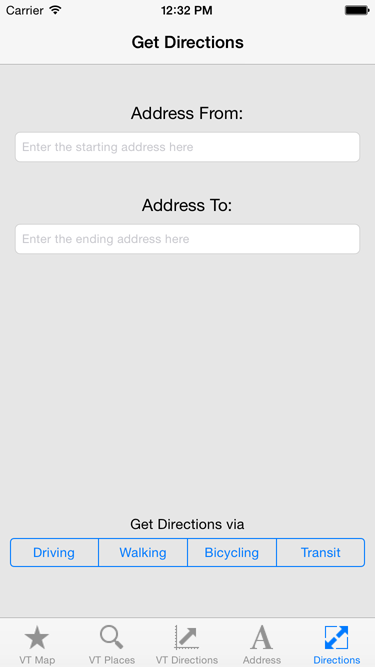 Carrier 12:32 PM
Get Directions
Address From:
Enter the starting address here
Address To:
Enter the ending address here
Get Directions via
Driving Walking Bicycling Transit
VT Map VT Places VT Directions Address Directions